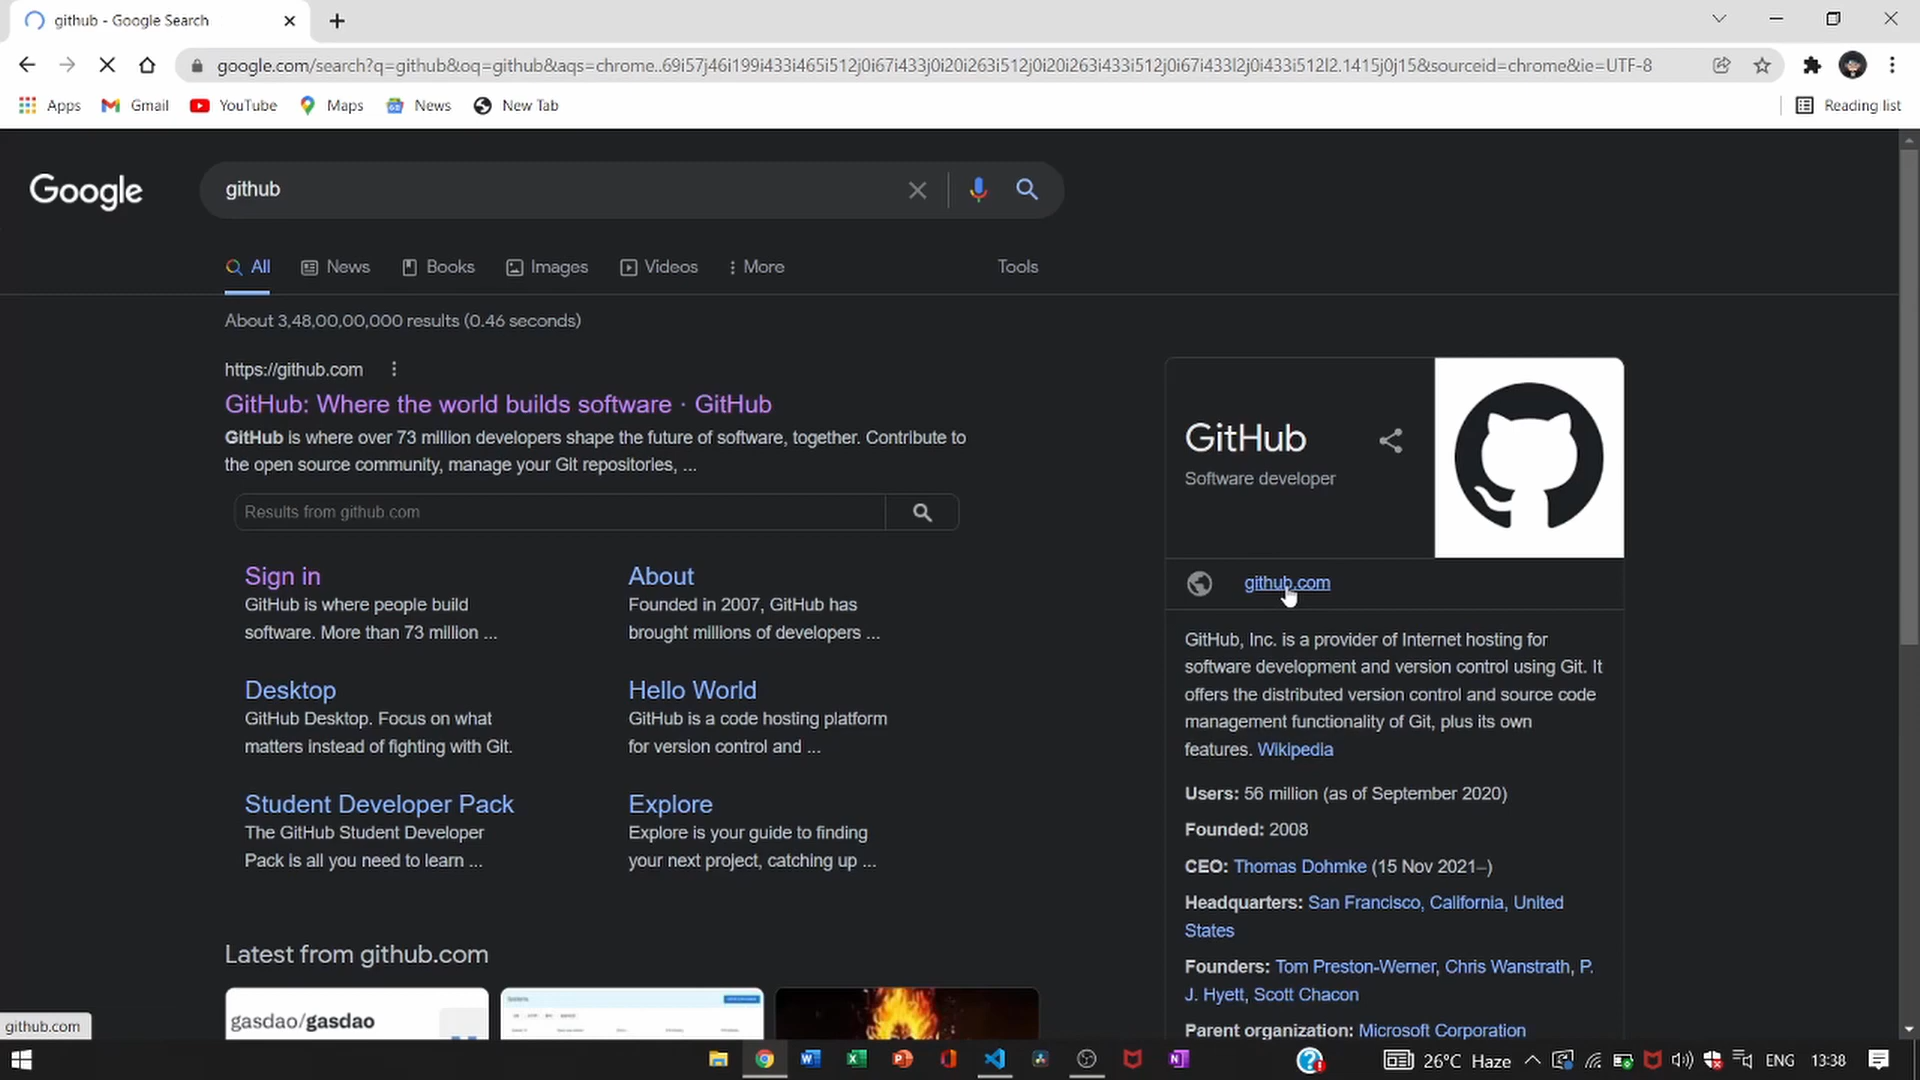 github - Google Search
google.com/search?q=github&oq=github&aqs=chrome..69i57j46i199i433i465i512j0i67i433j0i20i263i512j0i20i263i433i512j0i67i433l2j0i433i512l2.1415j0j15&sourceid=chrome&ie=UTF-8
Apps Gmail YouTube Maps News New Tab Reading list
Google
github
All News Books Images Videos More Tools
About 3,48,00,00,000 results (0.46 seconds)
https://github.com
GitHub: Where the world builds software · GitHub
GitHub is where over 73 million developers shape the future of software, together. Contribute to
the open source community, manage your Git repositories, ...
Results from github.com
Sign in
GitHub is where people build
software. More than 73 million ...
About
Founded in 2007, GitHub has
brought millions of developers ...
Desktop
GitHub Desktop. Focus on what
matters instead of fighting with Git.
Hello World
GitHub is a code hosting platform
for version control and ...
Student Developer Pack
The GitHub Student Developer
Pack is all you need to learn ...
Explore
Explore is your guide to finding
your next project, catching up ...
Latest from github.com
gasdao/gasdao
GitHub
Software developer
github.com
GitHub, Inc. is a provider of Internet hosting for
software development and version control using Git. It
offers the distributed version control and source code
management functionality of Git, plus its own
features. Wikipedia
Users: 56 million (as of September 2020)
Founded: 2008
CEO: Thomas Dohmke (15 Nov 2021–)
Headquarters: San Francisco, California, United
States
Founders: Tom Preston-Werner, Chris Wanstrath, P.
J. Hyett, Scott Chacon
Parent organization: Microsoft Corporation
github.com
26°C Haze ENG 13:38